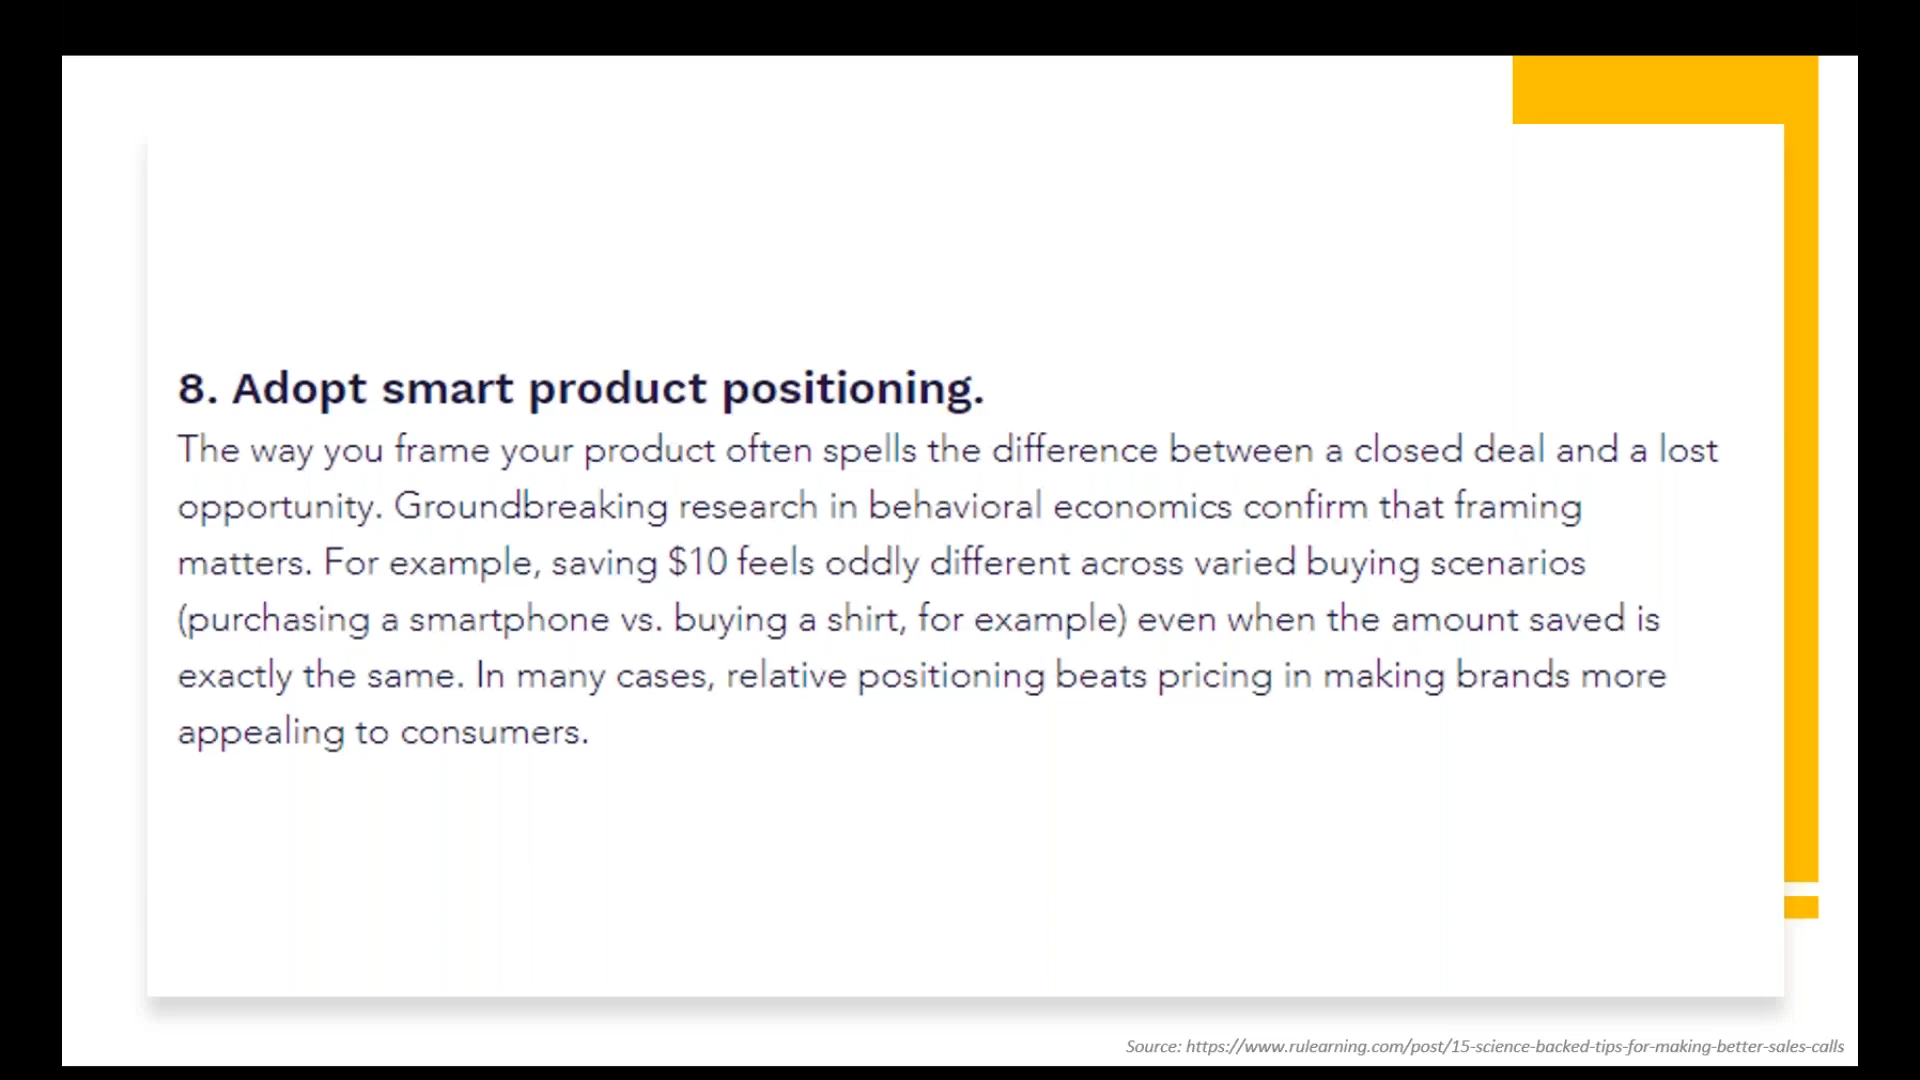 8. Adopt smart product positioning.
The way you frame your product often spells the difference between a closed deal and a lost
opportunity. Groundbreaking research in behavioral economics confirm that framing
matters. For example, saving $10 feels oddly different across varied buying scenarios
(purchasing a smartphone vs. buying a shirt, for example) even when the amount saved is
exactly the same. In many cases, relative positioning beats pricing in making brands more
appealing to consumers.
Source: https://www.rulearning.com/post/15-science-backed-tips-for-making-better-sales-calls